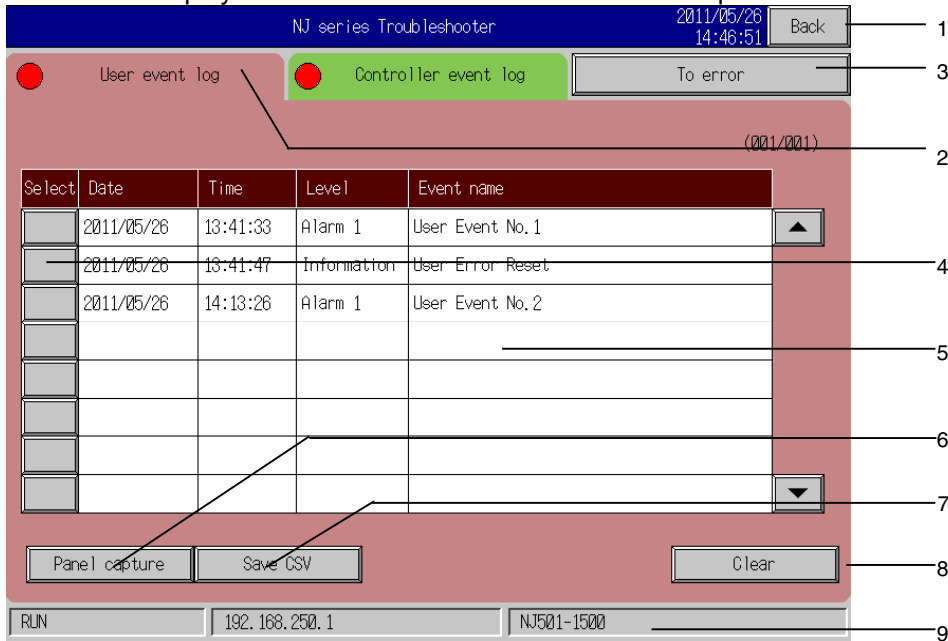 NJ series Troubleshooter 2011/05/26 Back 1
14:46:51
User event log Controller event log To error 3
(001/001)
2
Select Date Time Level Event name
2011/05/26 13:41:33 Alarm 1 User Event No.1
2011/05/26 13:41:47 Information User Error Reset 4
2011/05/26 14:13:26 Alarm 1 User Event No.2
5
6
7
Panel capture Save CSV Clear 8
RUN 192.168.250.1 NJ501-1500 9